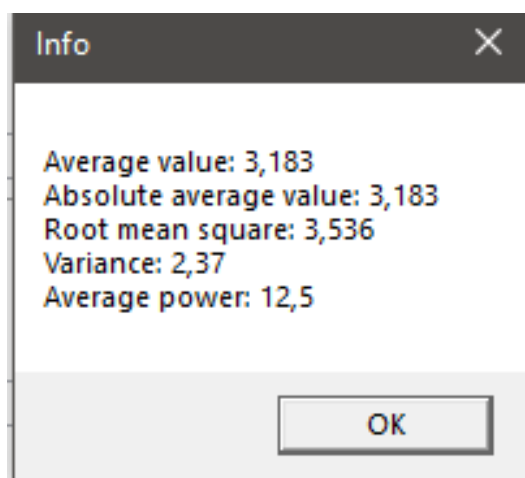 Info
Average value: 3,183
Absolute average value: 3,183
Root mean square: 3,536
Variance: 2,37
Average power: 12,5
OK